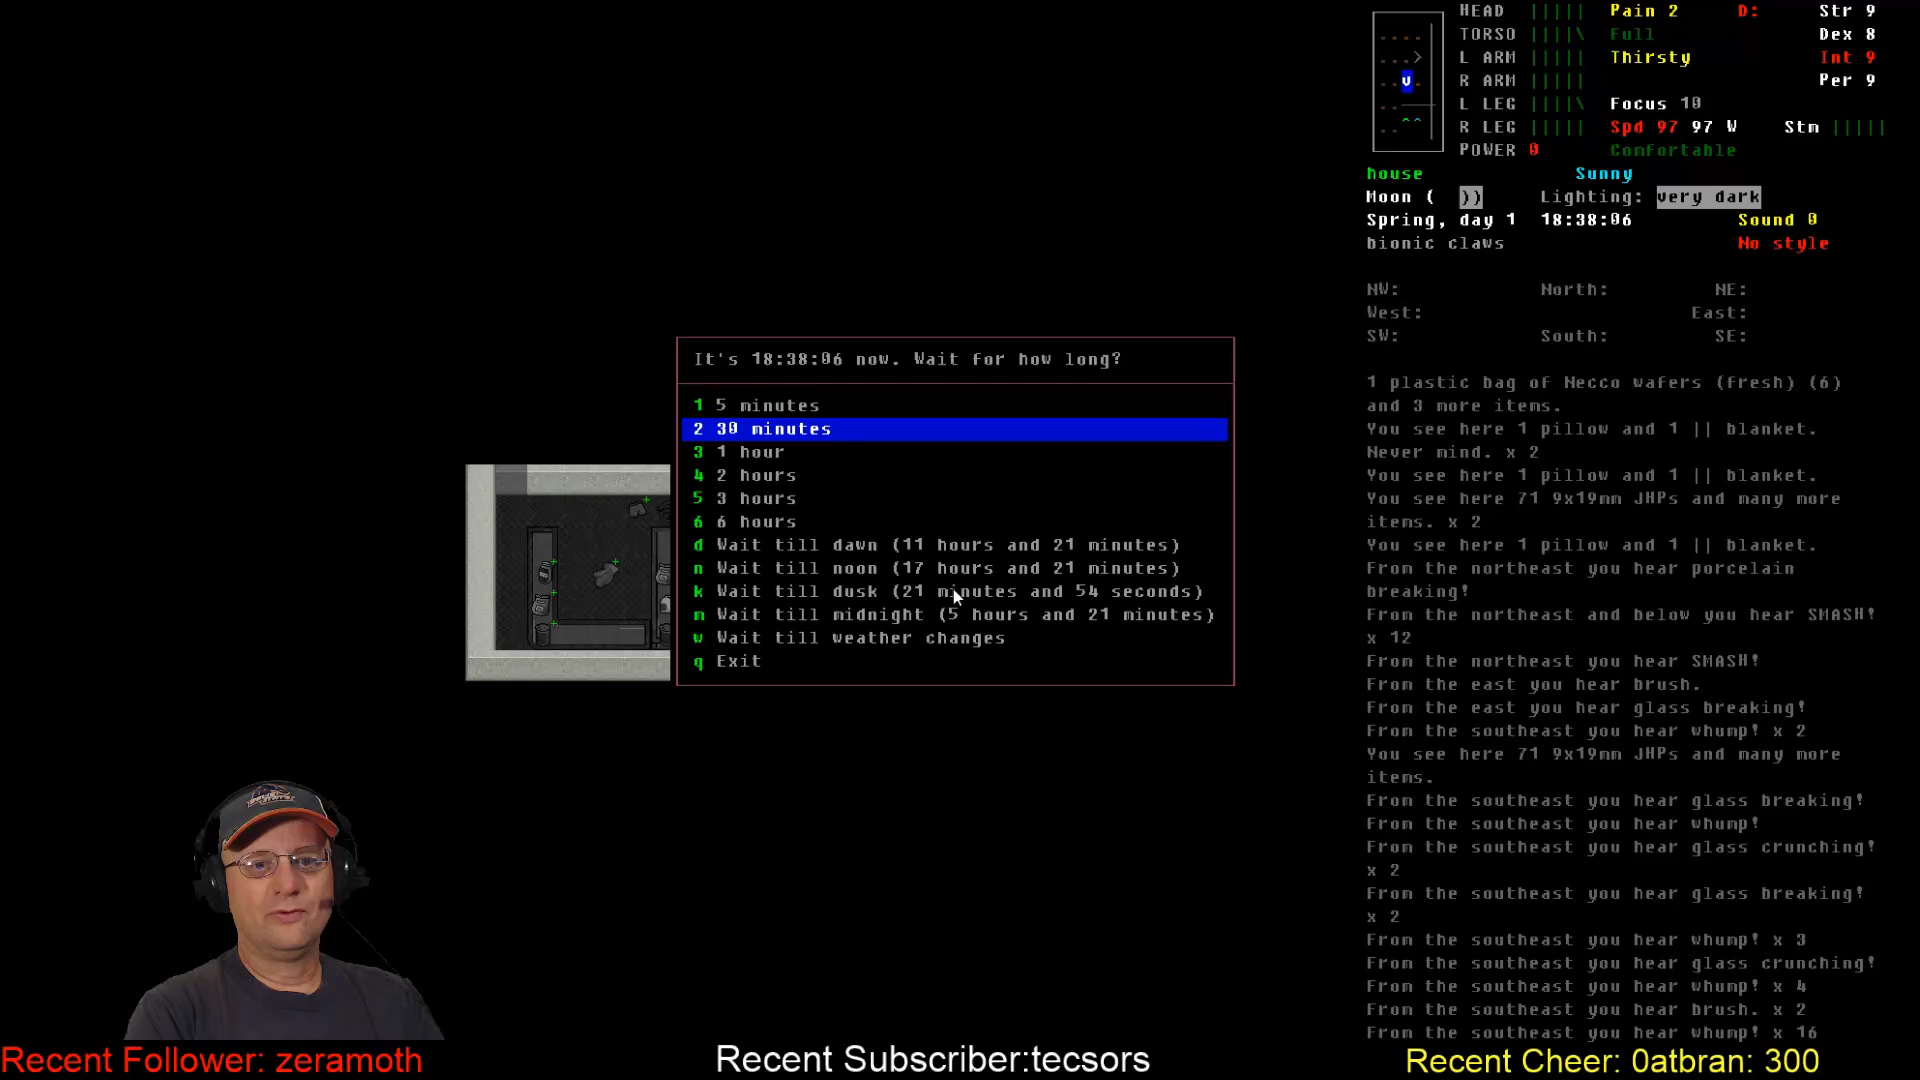 HEAD ||||| Pain 2 D: Str 9
TORSO ||||\ Full Dex 8
L ARM ||||| Thirsty Int 9
R ARM ||||| Per 9
L LEG ||||\ Focus 10
R LEG ||||| Spd 97 97 W Stm |||||
POWER 0 Comfortable
house Sunny
Moon ( )) Lighting: very dark
Spring, day 1 18:38:06 Sound 0
bionic claws No style
NW: North: NE:
West: East:
SW: South: SE:
It's 18:38:06 now. Wait for how long?
1 5 minutes
2 30 minutes
3 1 hour
4 2 hours
5 3 hours
6 6 hours
d Wait till dawn (11 hours and 21 minutes)
n Wait till noon (17 hours and 21 minutes)
k Wait till dusk (21 minutes and 54 seconds)
m Wait till midnight (5 hours and 21 minutes)
w Wait till weather changes
q Exit
1 plastic bag of Necco wafers (fresh) (6)
and 3 more items.
You see here 1 pillow and 1 || blanket.
Never mind. x 2
You see here 1 pillow and 1 || blanket.
You see here 71 9x19mm JHPs and many more
items. x 2
You see here 1 pillow and 1 || blanket.
From the northeast you hear porcelain
breaking!
From the northeast and below you hear SMASH!
x 12
From the northeast you hear SMASH!
From the east you hear brush.
From the east you hear glass breaking!
From the southeast you hear whump! x 2
You see here 71 9x19mm JHPs and many more
items.
From the southeast you hear glass breaking!
From the southeast you hear whump!
From the southeast you hear glass crunching!
x 2
From the southeast you hear glass breaking!
x 2
From the southeast you hear whump! x 3
From the southeast you hear glass crunching!
From the southeast you hear whump! x 4
From the southeast you hear brush. x 2
From the southeast you hear whump! x 16
Recent Follower: zeramoth
Recent Subscriber:tecsors
Recent Cheer: 0atbran: 300